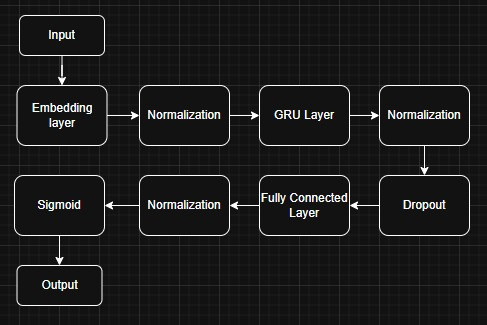 Input
Embedding
layer
Normalization
GRU Layer
Normalization
Dropout
Fully Connected
Layer
Normalization
Sigmoid
Output